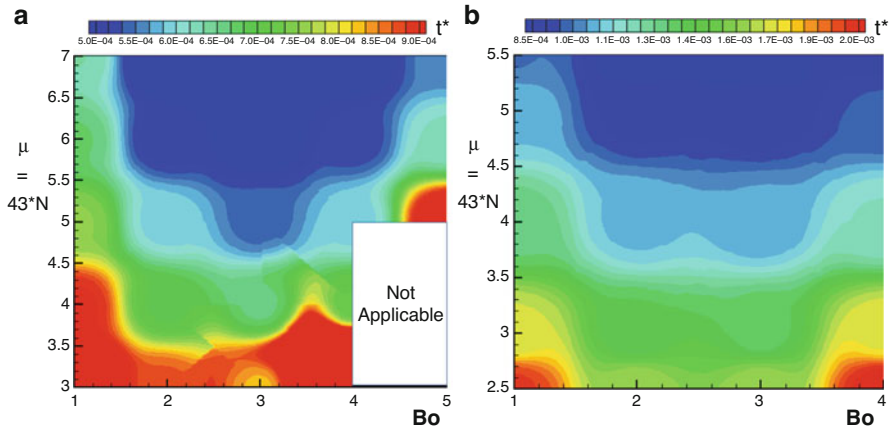 a
t*
5.0E–04 5.5E–04 6.0E–04 6.5E–04 7.0E–04 7.5E–04 8.0E–04 8.5E–04 9.0E–04
7
6.5
6
5.5
5
4.5
4
3.5
3
μ
=
43*N
Not
Applicable
1 2 3 4 5
Bo
b
t*
8.5E–04 1.0E–03 1.1E–03 1.3E–03 1.4E–03 1.6E–03 1.7E–03 1.9E–03 2.0E–03
5.5
5
4.5
4
3.5
3
2.5
μ
=
43*N
1 2 3 4
Bo